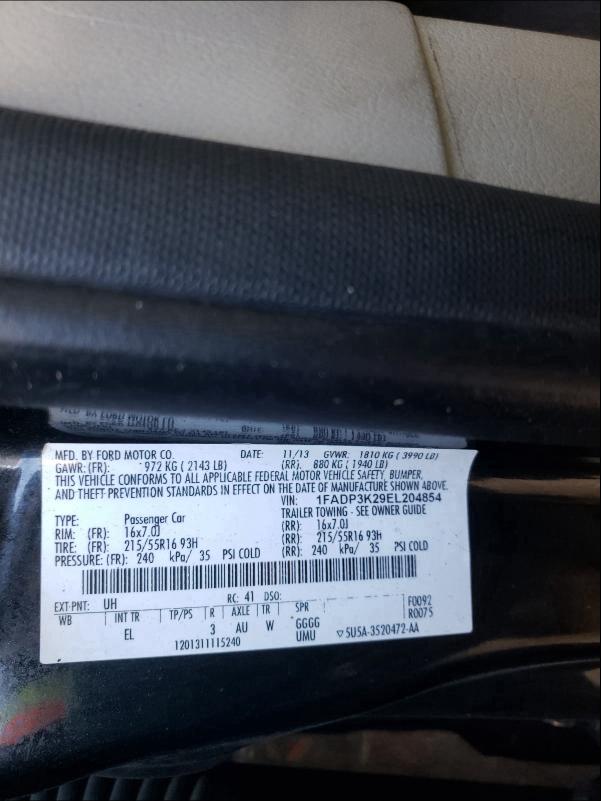 MFD. BY FORD MOTOR CO. DATE: 11/13 GVWR: 1810 KG ( 3990 LB)
GAWR: (FR): 972 KG ( 2143 LB) (RR): 880 KG ( 1940 LB)
THIS VEHICLE CONFORMS TO ALL APPLICABLE FEDERAL MOTOR VEHICLE SAFETY, BUMPER,
AND THEFT PREVENTION STANDARDS IN EFFECT ON THE DATE OF MANUFACTURE SHOWN ABOVE.
VIN: 1FADP3K29EL204854
TYPE: Passenger Car TRAILER TOWING - SEE OWNER GUIDE
RIM: (FR): 16x7.0J (RR): 16x7.0J
TIRE: (FR): 215/55R16 93H (RR): 215/55R16 93H
PRESSURE: (FR): 240 kPa/ 35 PSI COLD (RR): 240 kPa/ 35 PSI COLD
EXT-PNT: UH RC: 41 DSO: F0092
WB INT TR TP/PS R AXLE TR SPR R0075
EL 3 AU W GGGG
1201311115240 UMU ▽5U5A-3520472-AA